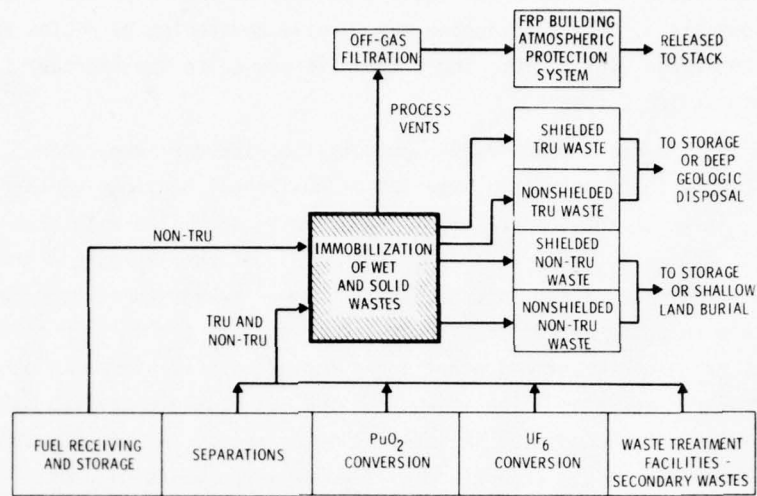 OFF-GAS
FILTRATION
FRP BUILDING
ATMOSPHERIC
PROTECTION
SYSTEM
RELEASED
TO STACK
PROCESS
VENTS
SHIELDED
TRU WASTE
NONSHIELDED
TRU WASTE
TO STORAGE
OR DEEP
GEOLOGIC
DISPOSAL
NON-TRU
IMMOBILIZATION
OF WET
AND SOLID
WASTES
SHIELDED
NON-TRU
WASTE
NONSHIELDED
NON-TRU
WASTE
TO STORAGE
OR SHALLOW
LAND BURIAL
TRU AND
NON-TRU
FUEL RECEIVING
AND STORAGE
SEPARATIONS
PuO2
CONVERSION
UF6
CONVERSION
WASTE TREATMENT
FACILITIES -
SECONDARY WASTES